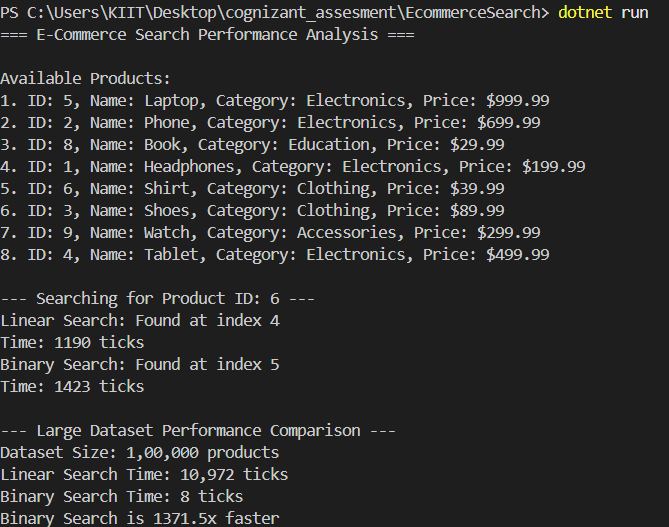 PS C:\Users\KIIT\Desktop\cognizant_assesment\EcommerceSearch> dotnet run
=== E-Commerce Search Performance Analysis ===
Available Products:
1. ID: 5, Name: Laptop, Category: Electronics, Price: $999.99
2. ID: 2, Name: Phone, Category: Electronics, Price: $699.99
3. ID: 8, Name: Book, Category: Education, Price: $29.99
4. ID: 1, Name: Headphones, Category: Electronics, Price: $199.99
5. ID: 6, Name: Shirt, Category: Clothing, Price: $39.99
6. ID: 3, Name: Shoes, Category: Clothing, Price: $89.99
7. ID: 9, Name: Watch, Category: Accessories, Price: $299.99
8. ID: 4, Name: Tablet, Category: Electronics, Price: $499.99
--- Searching for Product ID: 6 ---
Linear Search: Found at index 4
Time: 1190 ticks
Binary Search: Found at index 5
Time: 1423 ticks
--- Large Dataset Performance Comparison ---
Dataset Size: 1,00,000 products
Linear Search Time: 10,972 ticks
Binary Search Time: 8 ticks
Binary Search is 1371.5x faster